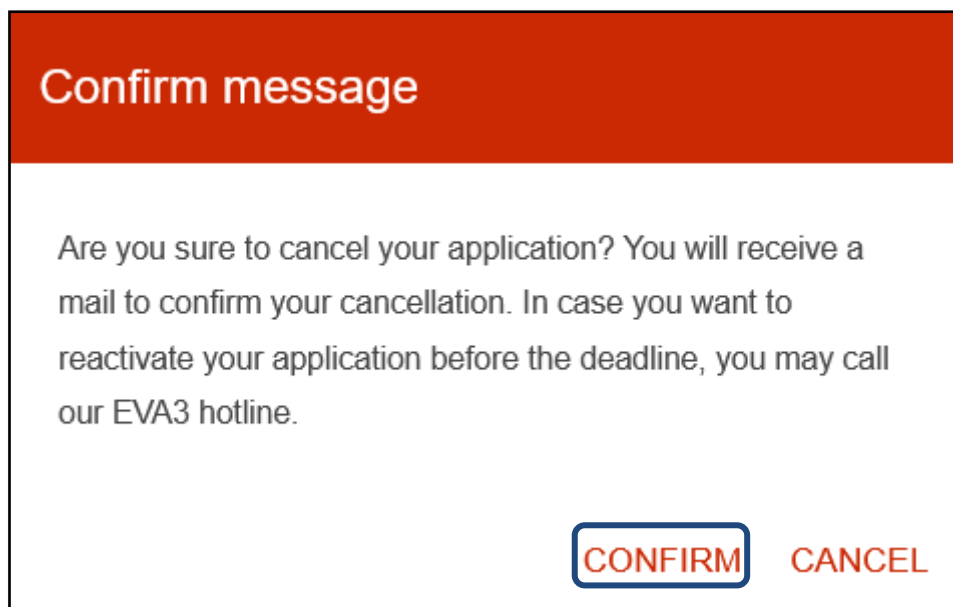 Confirm message
Are you sure to cancel your application? You will receive a
mail to confirm your cancellation. In case you want to
reactivate your application before the deadline, you may call
our EVA3 hotline.
CONFIRM CANCEL